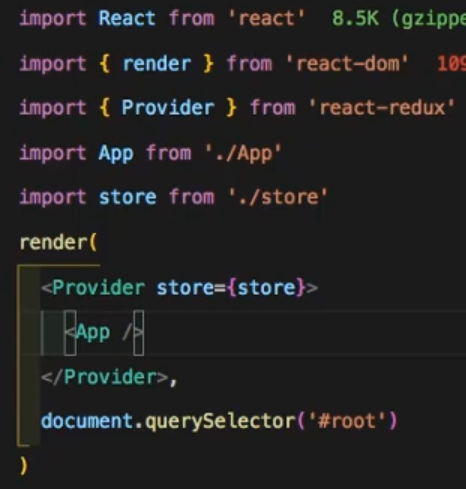 import React from 'react' 8.5K (gzippe
import { render } from 'react-dom' 109
import { Provider } from 'react-redux'
import App from './App'
import store from './store'
render(
<Provider store={store}>
<App />
</Provider>,
document.querySelector('#root')
)